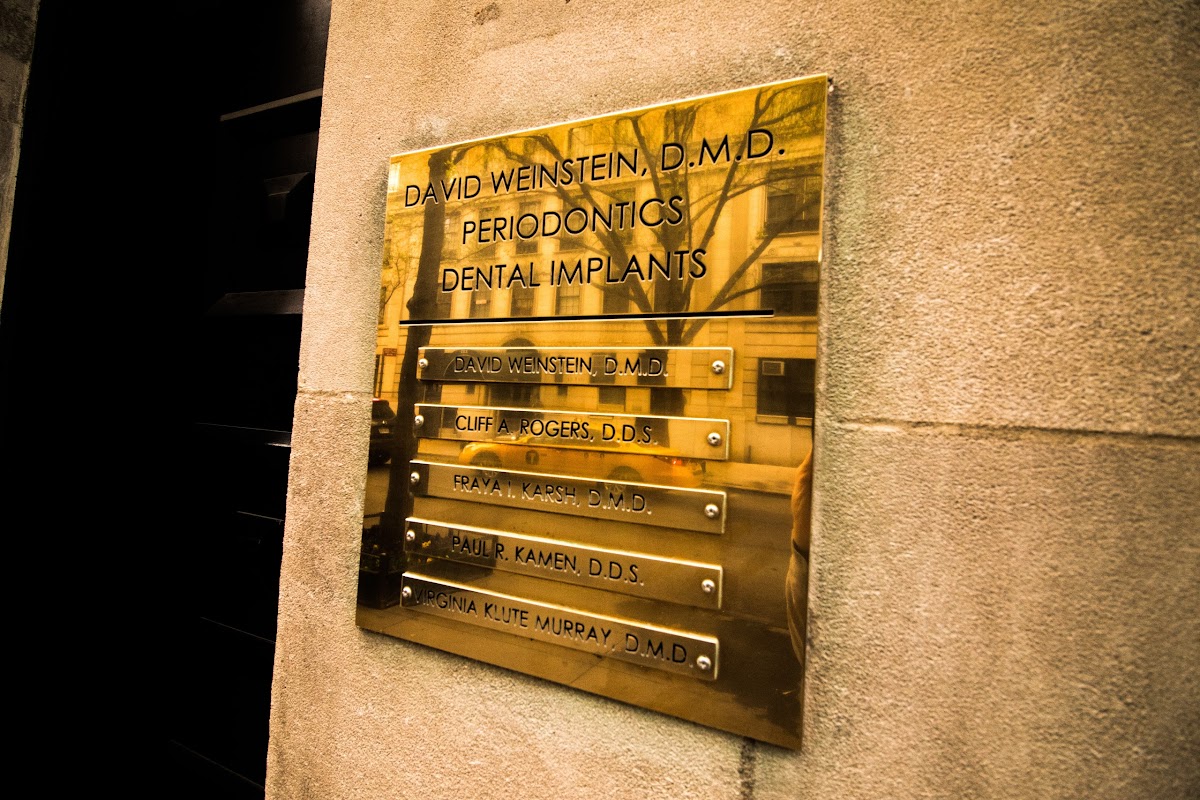 DAVID WEINSTEIN, D.M.D.
PERIODONTICS
DENTAL IMPLANTS
DAVID WEINSTEIN, D.M.D.
CLIFF A. ROGERS, D.D.S.
FRAYA I. KARSH, D.M.D.
PAUL R. KAMEN, D.D.S.
VIRGINIA KLUTE MURRAY, D.M.D.